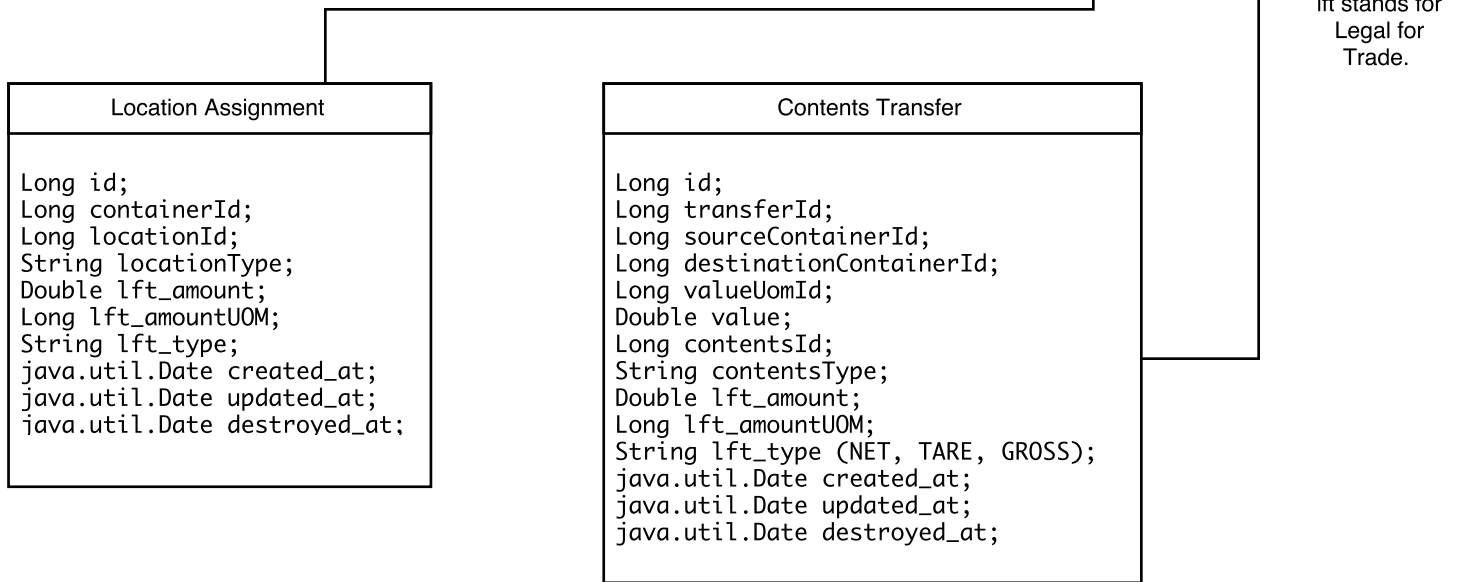 lft stands for
Legal for
Trade.
Location Assignment
Long id;
Long containerId;
Long locationId;
String locationType;
Double lft_amount;
Long lft_amountUOM;
String lft_type;
java.util.Date created_at;
java.util.Date updated_at;
java.util.Date destroyed_at;
Contents Transfer
Long id;
Long transferId;
Long sourceContainerId;
Long destinationContainerId;
Long valueUomId;
Double value;
Long contentsId;
String contentsType;
Double lft_amount;
Long lft_amountUOM;
String lft_type (NET, TARE, GROSS);
java.util.Date created_at;
java.util.Date updated_at;
java.util.Date destroyed_at;